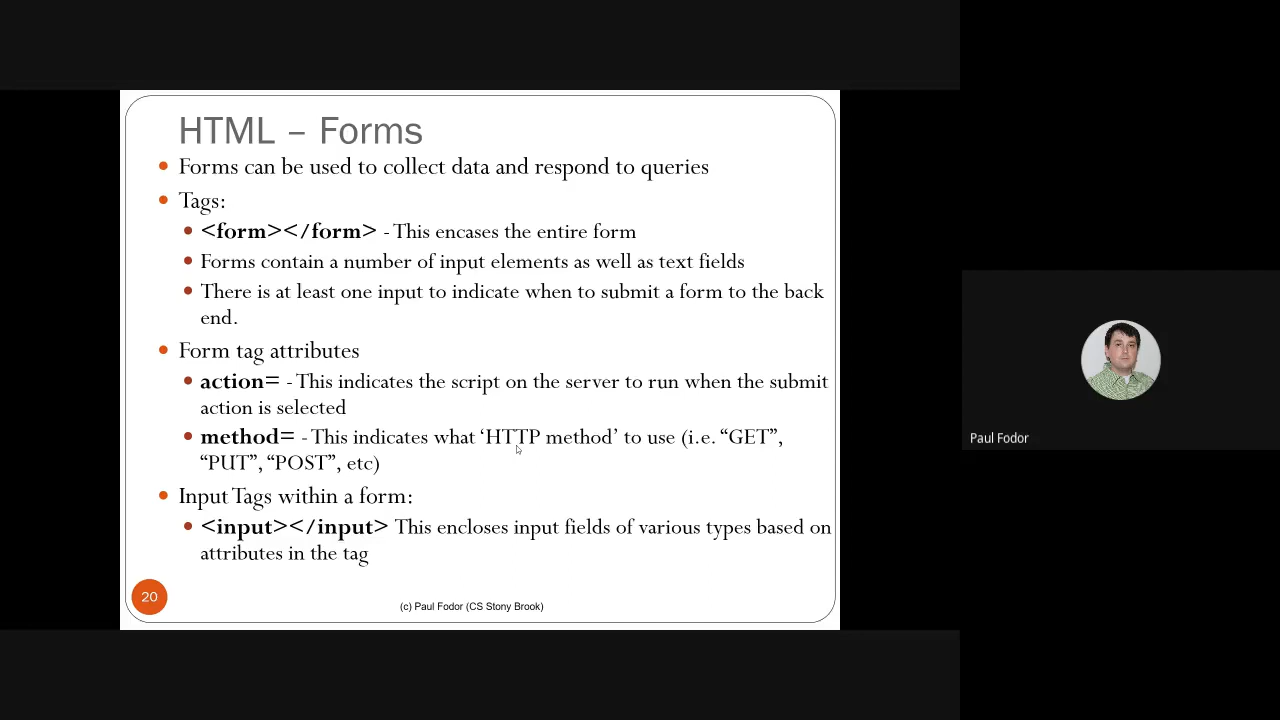 HTML – Forms
Forms can be used to collect data and respond to queries
Tags:
<form></form> - This encases the entire form
Forms contain a number of input elements as well as text fields
There is at least one input to indicate when to submit a form to the back
end.
Form tag attributes
action= - This indicates the script on the server to run when the submit
action is selected
method= - This indicates what ‘HTTP method’ to use (i.e. “GET”,
“PUT”, “POST”, etc)
Input Tags within a form:
<input></input> This encloses input fields of various types based on
attributes in the tag
20
(c) Paul Fodor (CS Stony Brook)
Paul Fodor